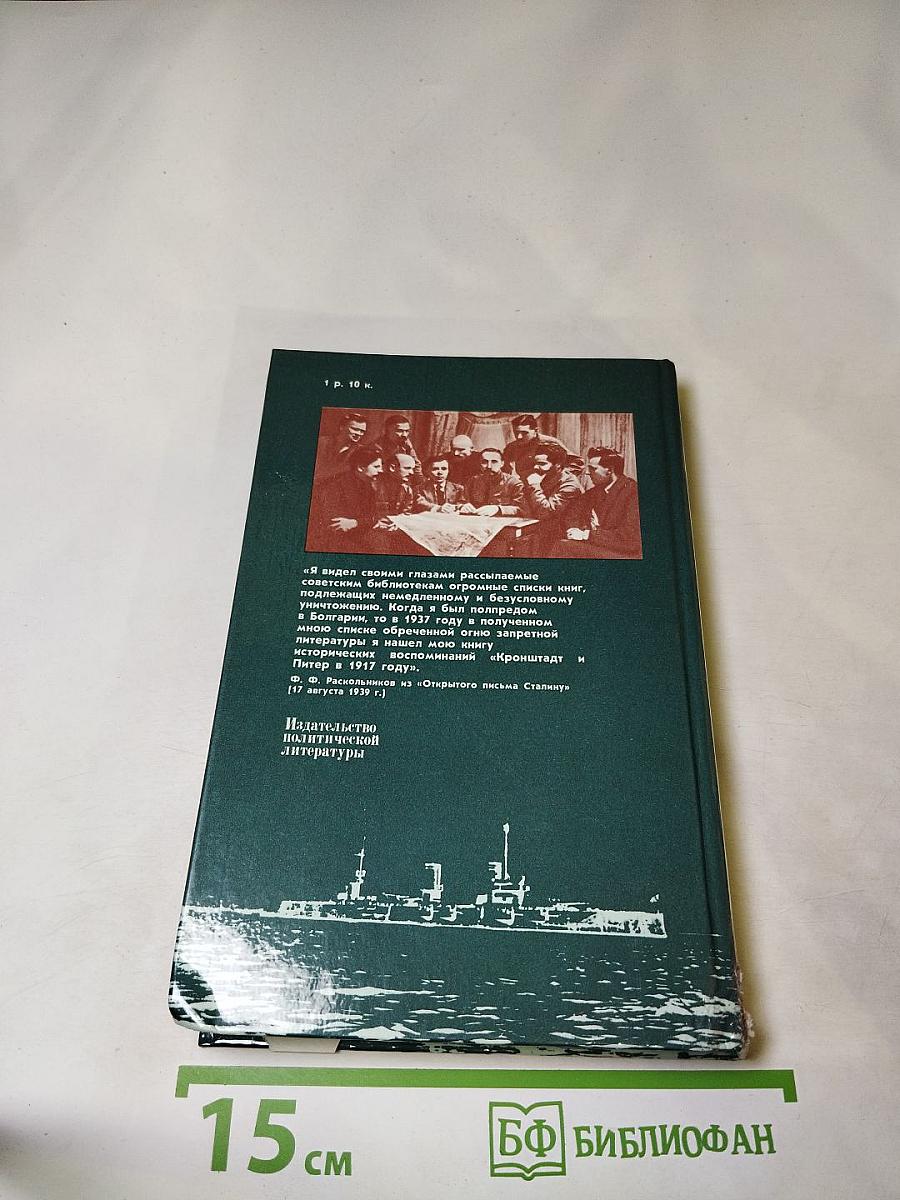 1 р. 10 к.
«Я видел своими глазами рассылаемые
советским библиотекам огромные списки книг,
подлежащих немедленному и безусловному
уничтожению. Когда я был полпредом
в Болгарии, то в 1937 году в полученном
мною списке обреченной огню запретной
литературы я нашел мою книгу
исторических воспоминаний «Кронштадт и
Питер в 1917 году».
Ф. Ф. Раскольников из «Открытого письма Сталину»
(17 августа 1939 г.)
Издательство
политической
литературы
15 см
БФ БИБЛИОФАН